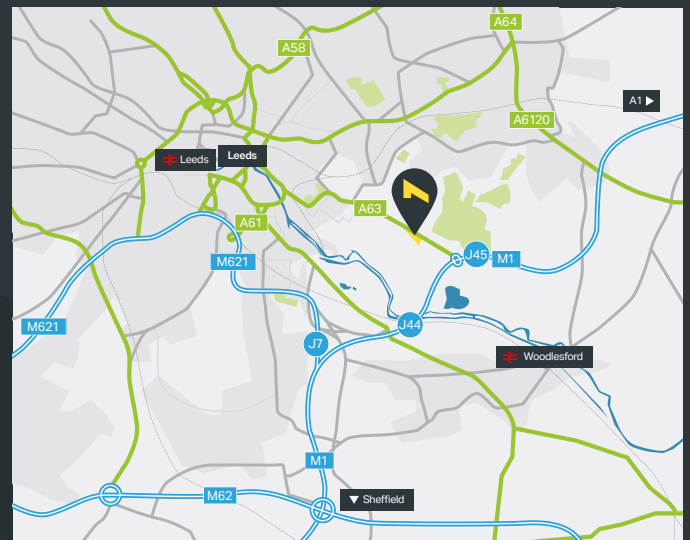 A64
A58
A1
A6120
Leeds
Leeds
A63
A61
J45
M1
M621
M621
J44
J7
Woodlesford
M1
M62
Sheffield